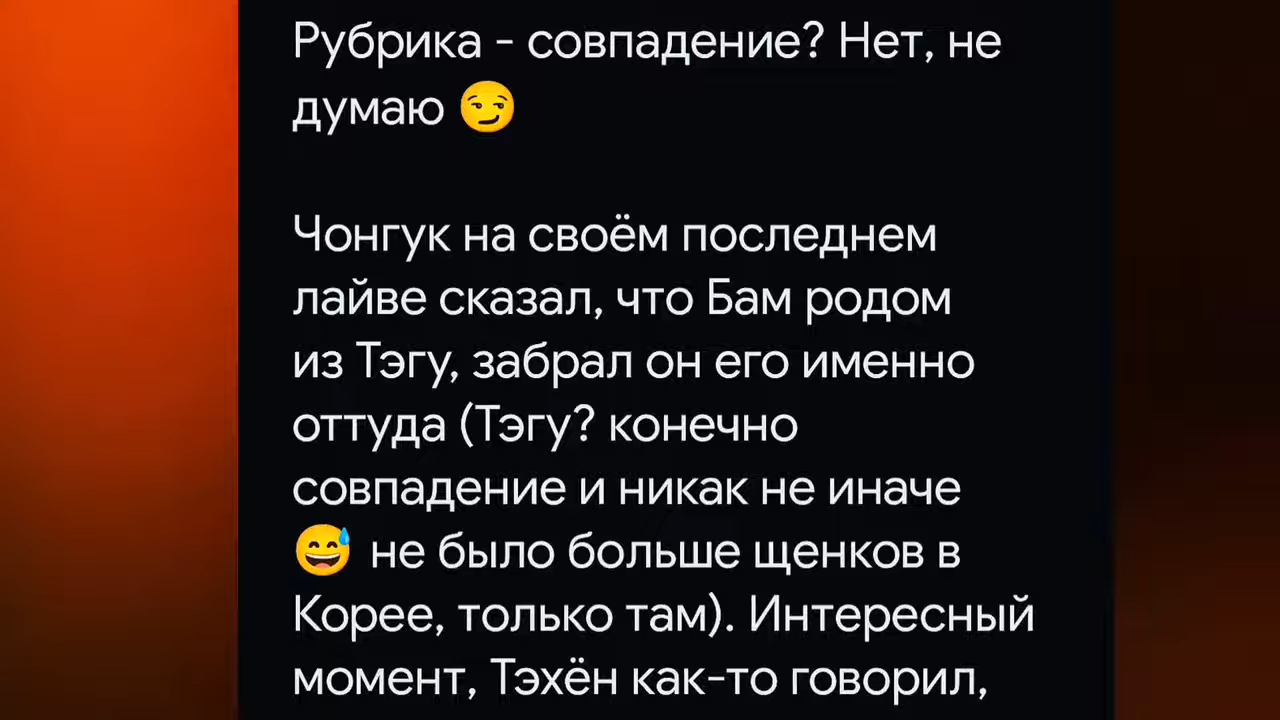 Рубрика - совпадение? Нет, не
думаю 😏
Чонгук на своём последнем
лайве сказал, что Бам родом
из Тэгу, забрал он его именно
оттуда (Тэгу? конечно
совпадение и никак не иначе
😅 не было больше щенков в
Корее, только там). Интересный
момент, Тэхён как-то говорил,